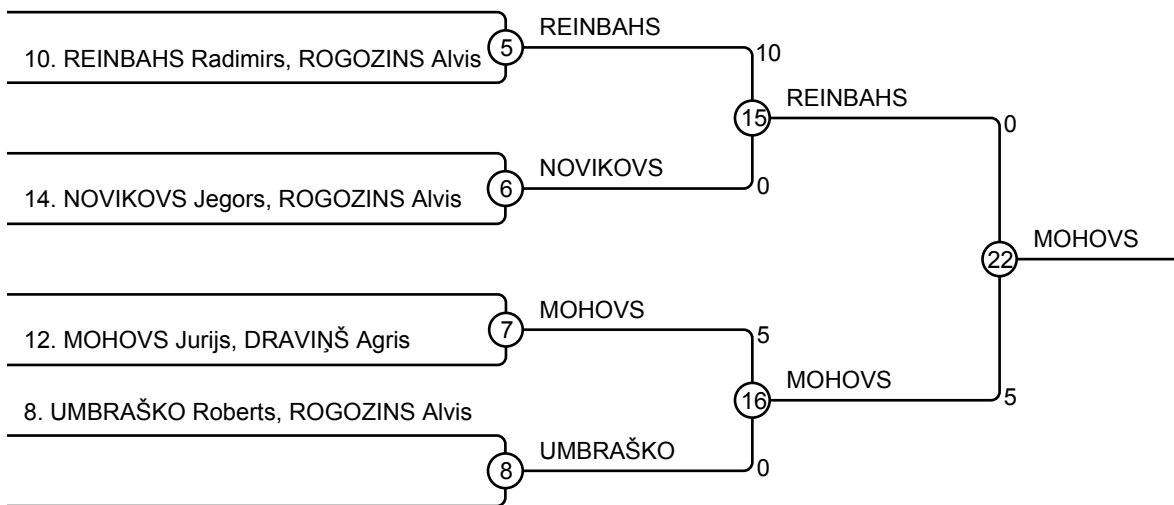 REINBAHS
10. REINBAHS Radimirs, ROGOZINS Alvis
5
10
REINBAHS
15
0
NOVIKOVS
14. NOVIKOVS Jegors, ROGOZINS Alvis
6
0
MOHOVS
22
MOHOVS
12. MOHOVS Jurijs, DRAVIŅŠ Agris
7
5
MOHOVS
16
5
8. UMBRAŠKO Roberts, ROGOZINS Alvis
UMBRAŠKO
8
0